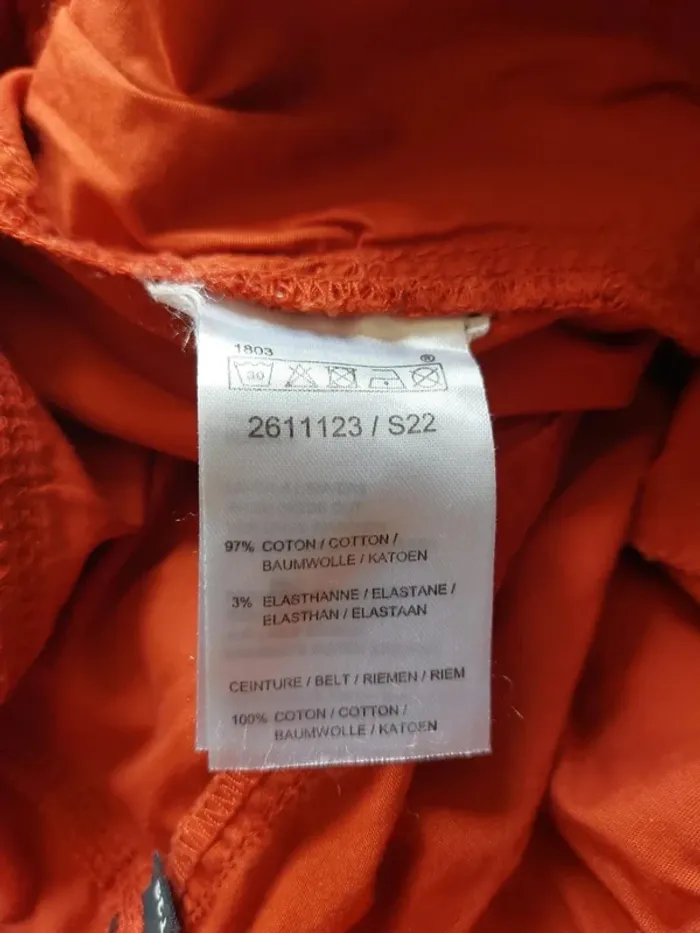 1803
®
30
2611123 / S22
97% COTON / COTTON /
BAUMWOLLE / KATOEN
3% ELASTHANNE / ELASTANE /
ELASTHAN / ELASTAAN
CEINTURE / BELT / RIEMEN / RIEM
100% COTON / COTTON /
BAUMWOLLE / KATOEN